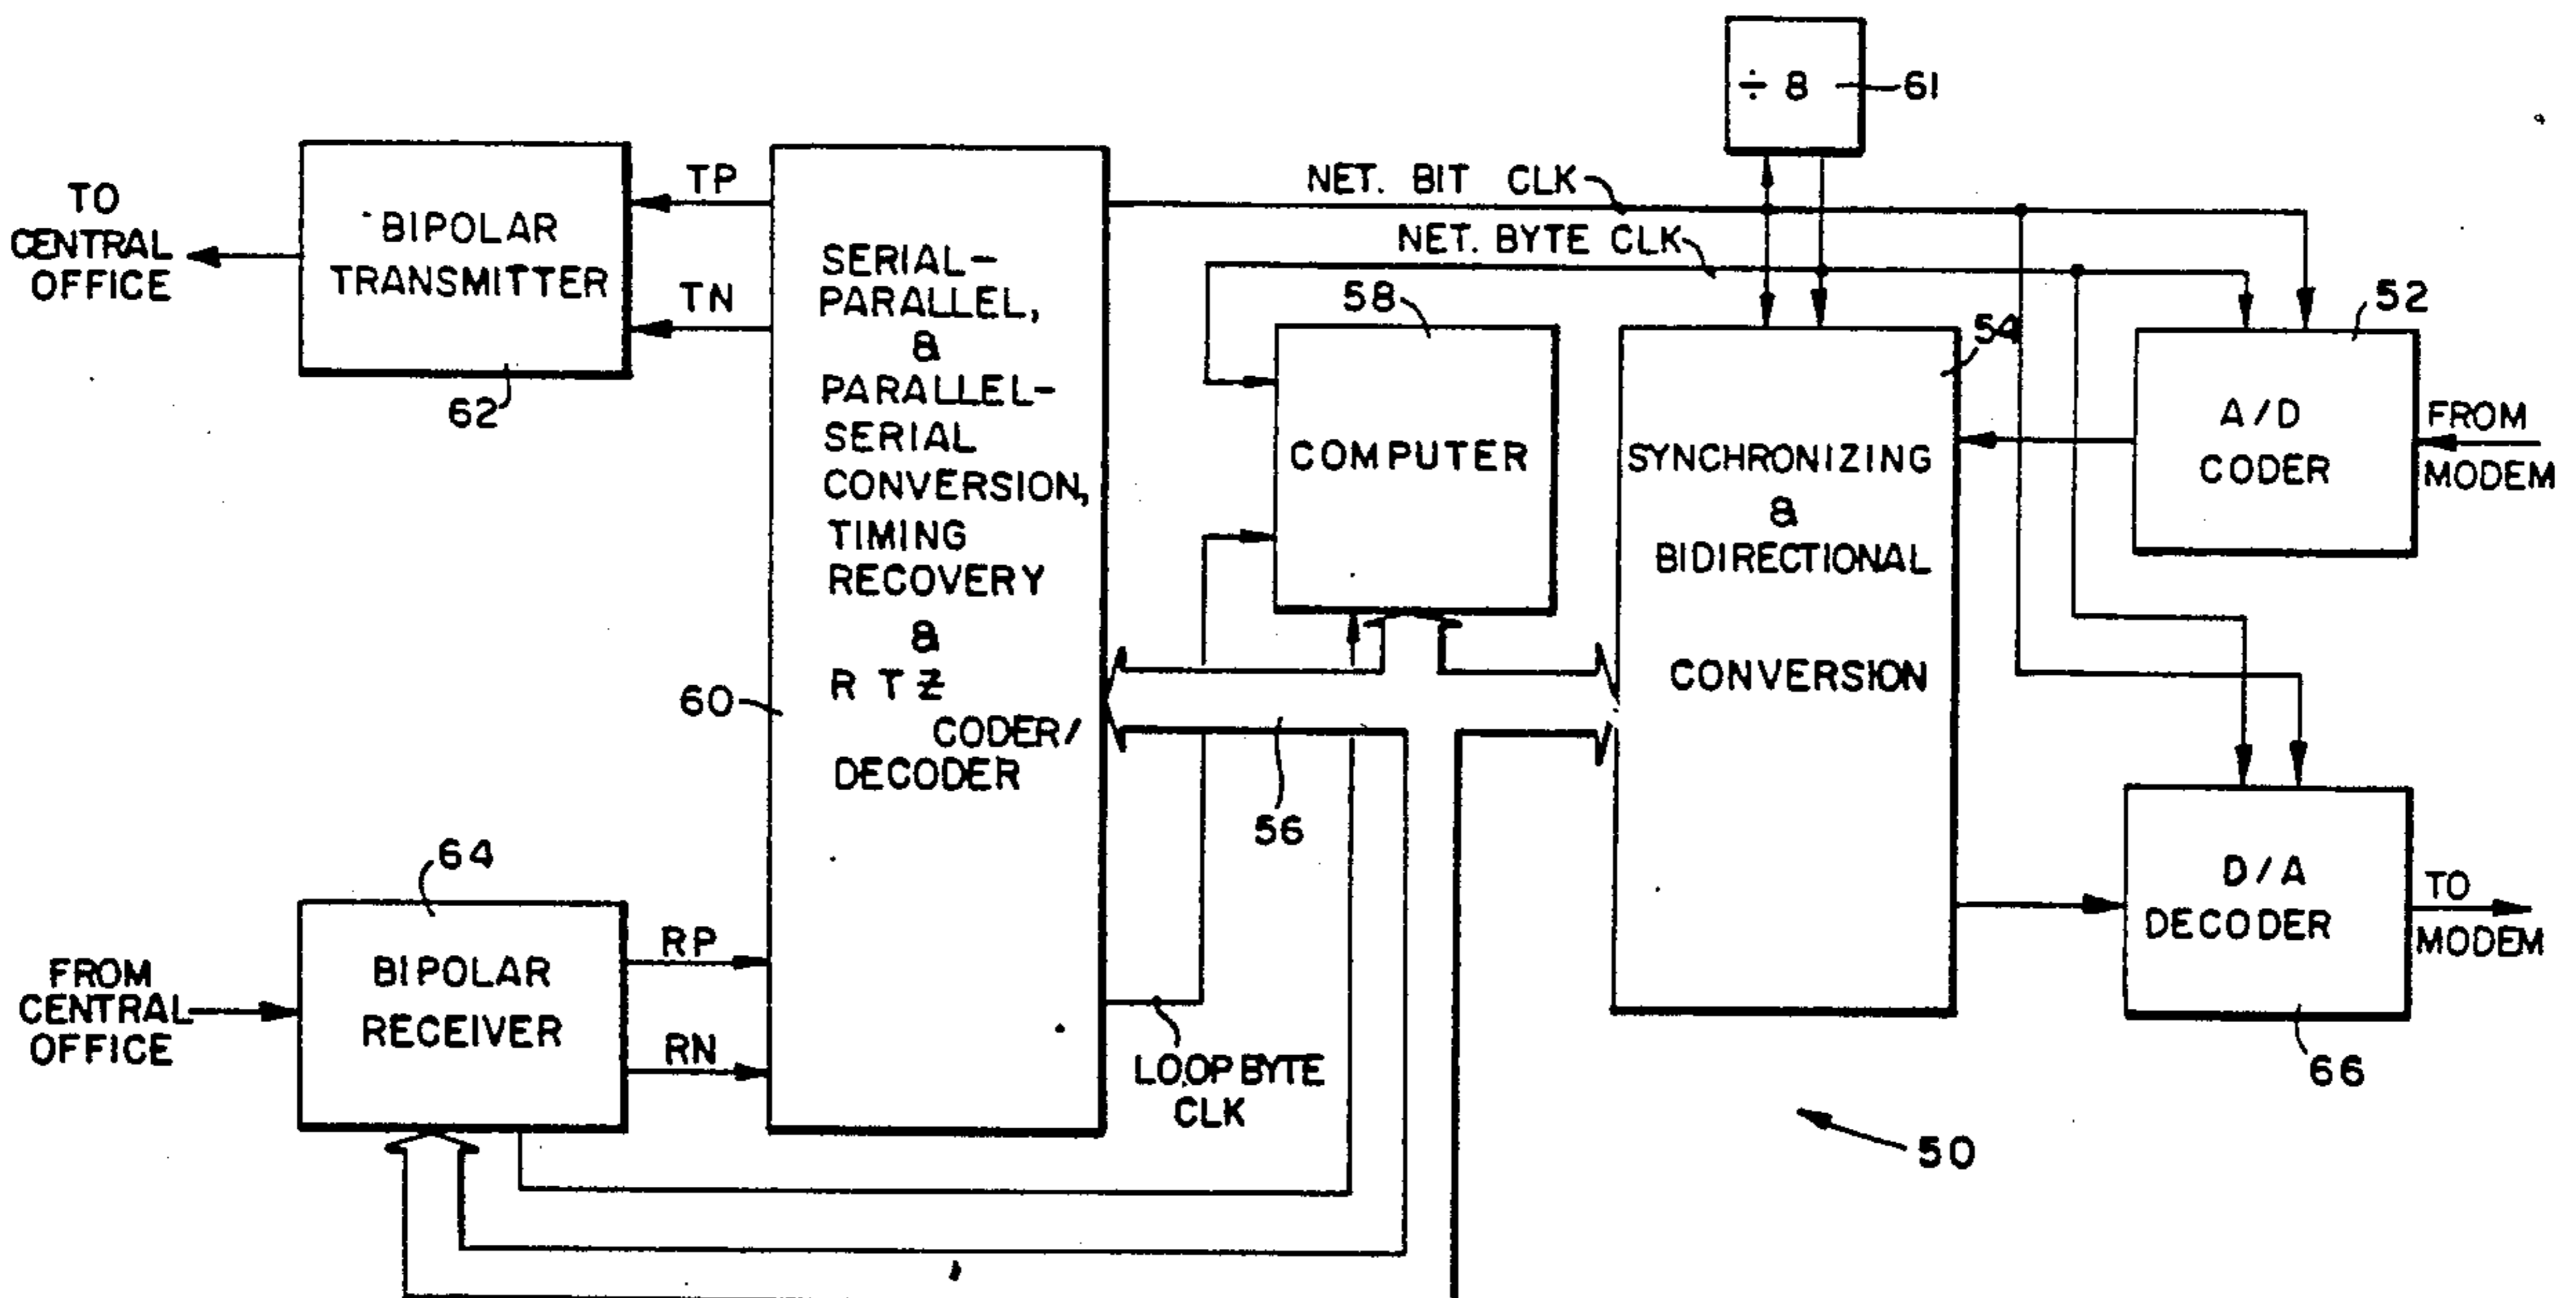 ÷ 8
61
TO
CENTRAL
OFFICE
BIPOLAR
TRANSMITTER
62
TP
TN
SERIAL-
PARALLEL,
&
PARALLEL-
SERIAL
CONVERSION,
TIMING
RECOVERY
&
RTZ
CODER/
DECODER
60
NET. BIT CLK
NET. BYTE CLK
58
COMPUTER
54
SYNCHRONIZING
&
BIDIRECTIONAL
CONVERSION
52
A/D
CODER
FROM
MODEM
56
64
FROM
CENTRAL
OFFICE
BIPOLAR
RECEIVER
RP
RN
LOOP BYTE
CLK
D/A
DECODER
TO
MODEM
66
50